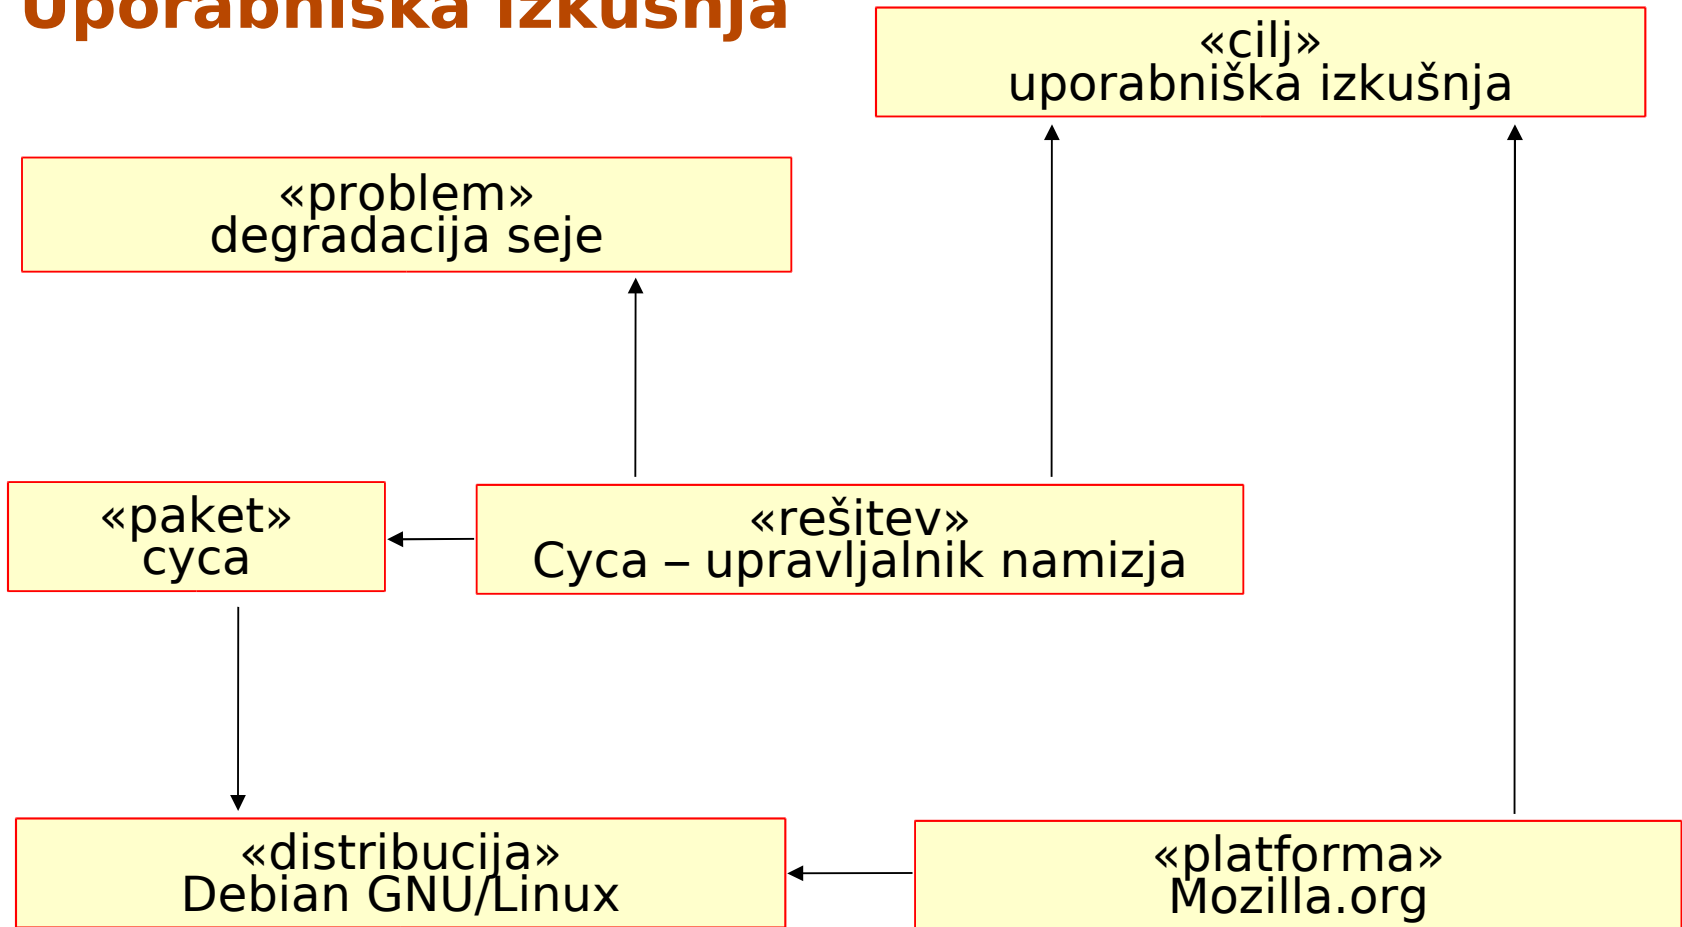 Uporabniška izkušnja
«cilj»
uporabniška izkušnja
«problem»
degradacija seje
«paket»
cyca
«rešitev»
Cyca – upravljalnik namizja
«distribucija»
Debian GNU/Linux
«platforma»
Mozilla.org